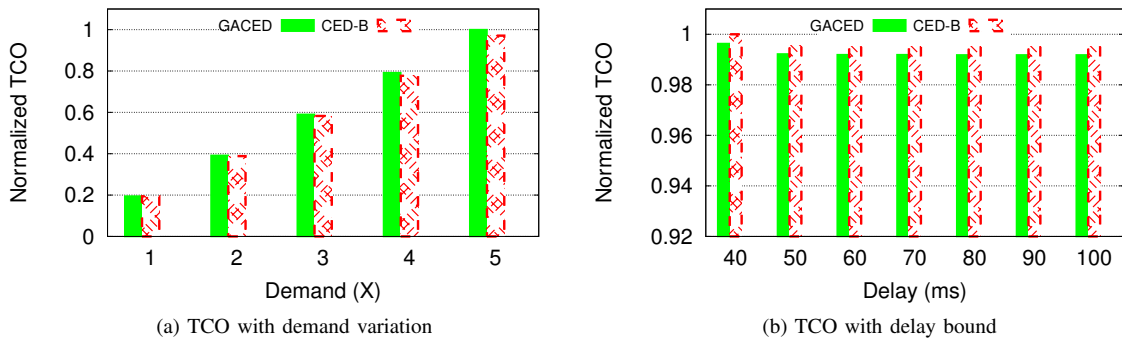 GACED CED-B
Normalized TCO
1
0.8
0.6
0.4
0.2
0
1 2 3 4 5
Demand (X)
(a) TCO with demand variation
GACED CED-B
Normalized TCO
1
0.98
0.96
0.94
0.92
40 50 60 70 80 90 100
Delay (ms)
(b) TCO with delay bound